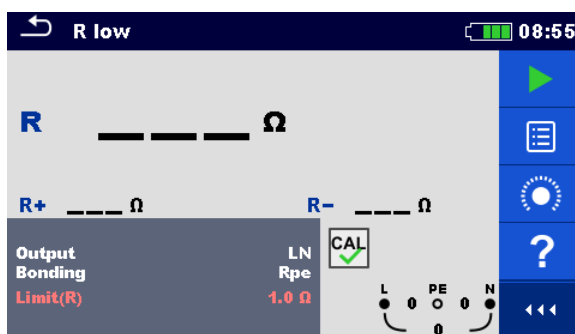 R low 08:55
R ___ Ω
R+ ___ Ω R- ___ Ω
Output LN
Bonding Rpe
Limit(R) 1.0 Ω
CAL
?
L PE N
0 0
0